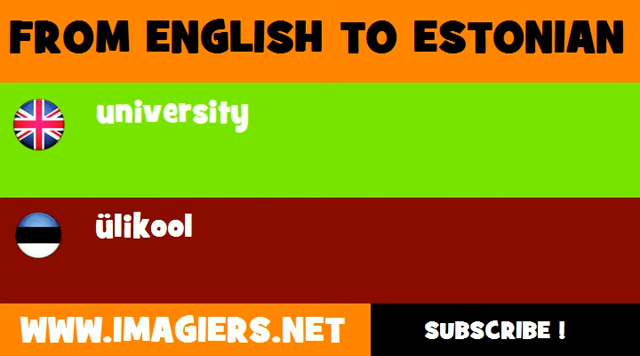 FROM ENGLISH TO ESTONIAN
university
ülikool
WWW.IMAGIERS.NET
SUBSCRIBE !